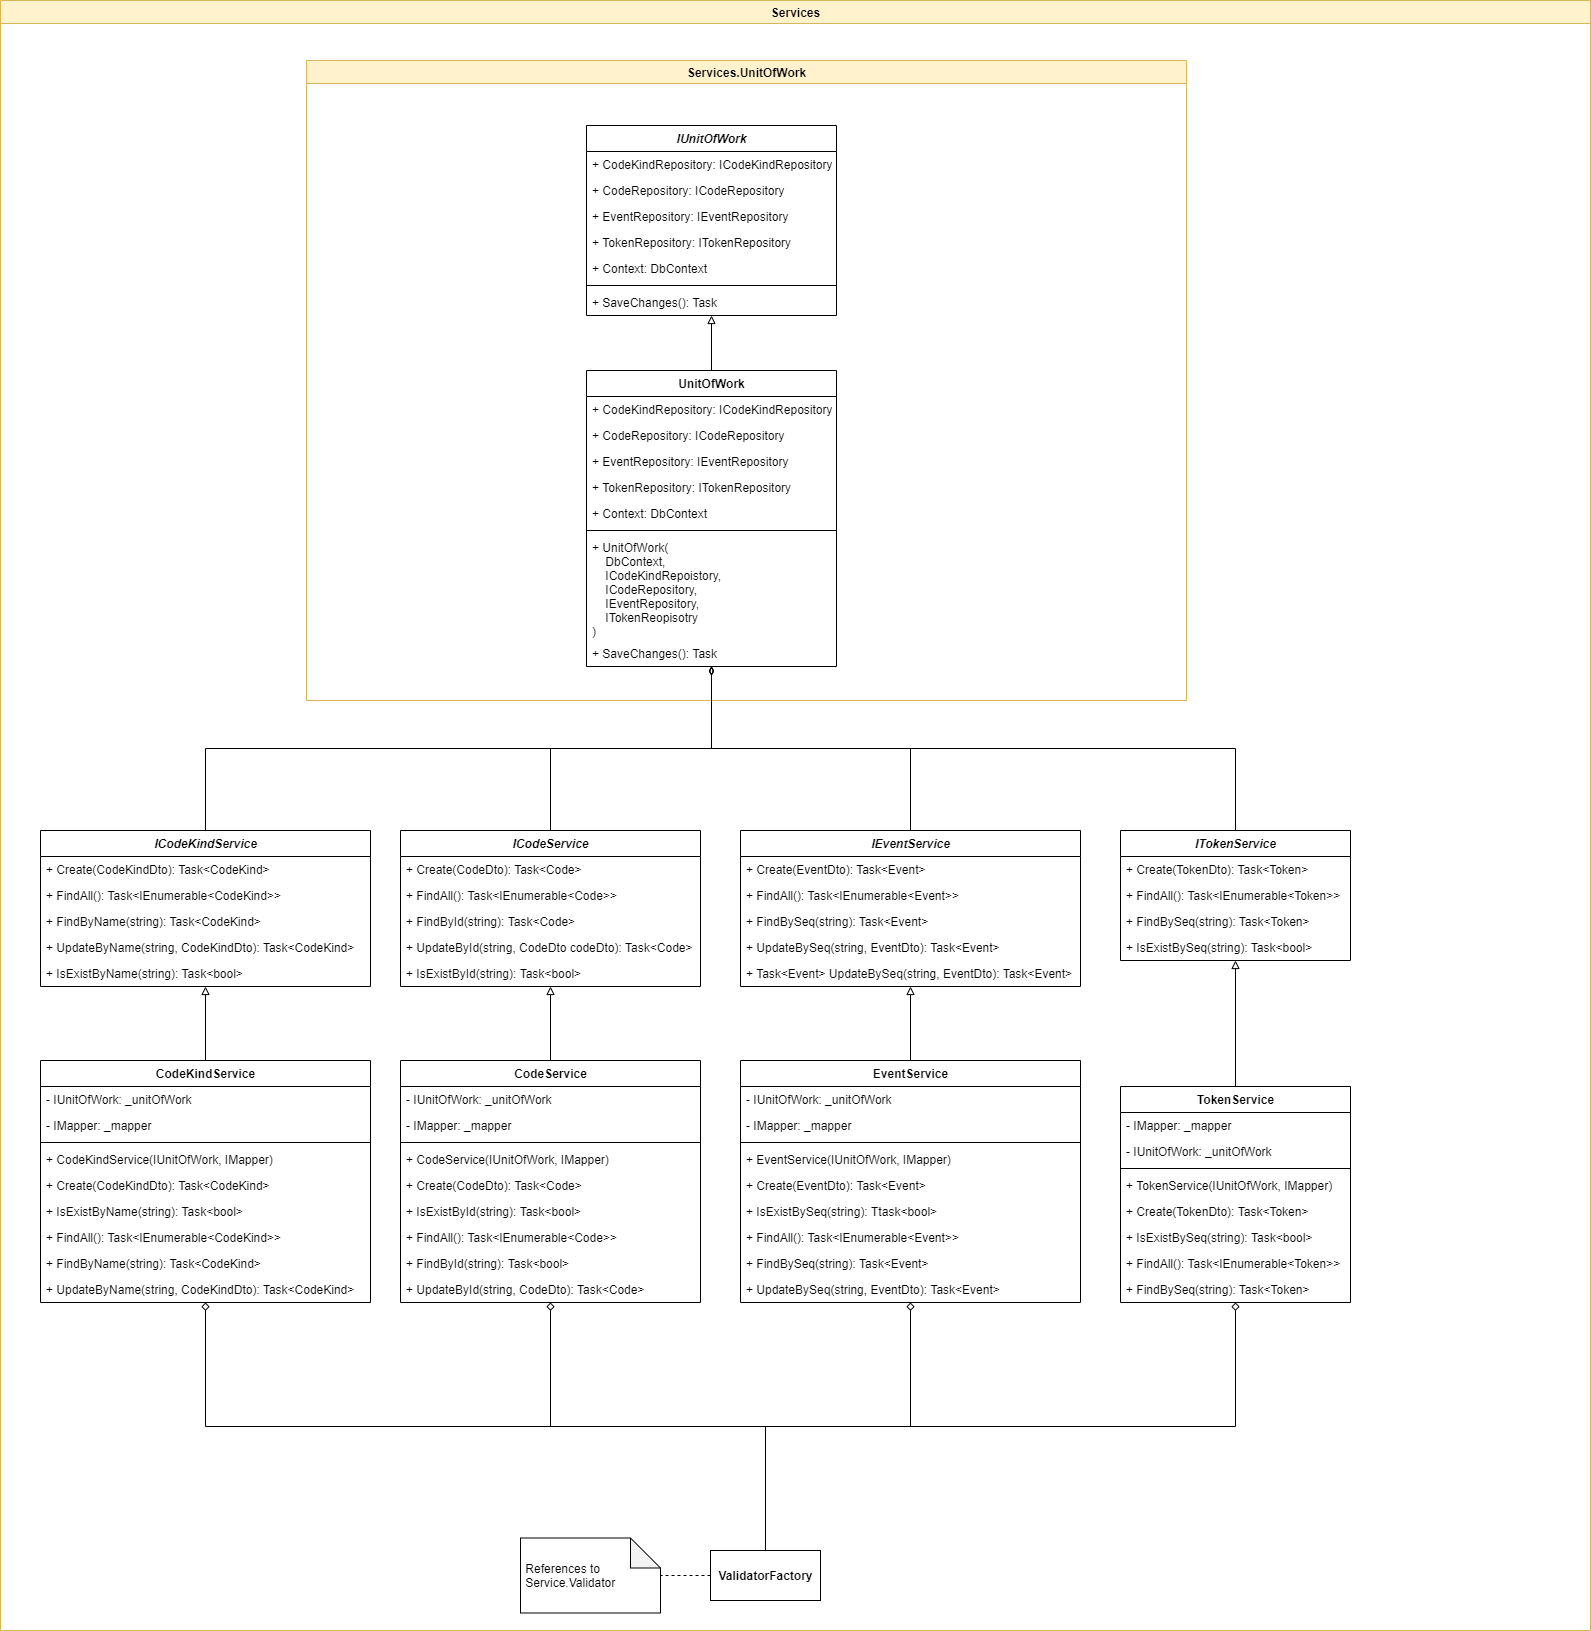 Services
Services.UnitOfWork
IUnitOfWork
+ CodeKindRepository: ICodeKindRepository
+ CodeRepository: ICodeRepository
+ EventRepository: IEventRepository
+ TokenRepository: ITokenRepository
+ Context: DbContext
+ SaveChanges(): Task
UnitOfWork
+ CodeKindRepository: ICodeKindRepository
+ CodeRepository: ICodeRepository
+ EventRepository: IEventRepository
+ TokenRepository: ITokenRepository
+ Context: DbContext
+ UnitOfWork(
DbContext,
ICodeKindRepoistory,
ICodeRepository,
IEventRepository,
ITokenReopisotry
)
+ SaveChanges(): Task
ICodeKindService
+ Create(CodeKindDto): Task<CodeKind>
+ FindAll(): Task<IEnumerable<CodeKind>>
+ FindByName(string): Task<CodeKind>
+ UpdateByName(string, CodeKindDto): Task<CodeKind>
+ IsExistByName(string): Task<bool>
ICodeService
+ Create(CodeDto): Task<Code>
+ FindAll(): Task<IEnumerable<Code>>
+ FindById(string): Task<Code>
+ UpdateById(string, CodeDto codeDto): Task<Code>
+ IsExistById(string): Task<bool>
IEventService
+ Create(EventDto): Task<Event>
+ FindAll(): Task<IEnumerable<Event>>
+ FindBySeq(string): Task<Event>
+ UpdateBySeq(string, EventDto): Task<Event>
+ Task<Event> UpdateBySeq(string, EventDto): Task<Event>
ITokenService
+ Create(TokenDto): Task<Token>
+ FindAll(): Task<IEnumerable<Token>>
+ FindBySeq(string): Task<Token>
+ IsExistBySeq(string): Task<bool>
CodeKindService
- IUnitOfWork: _unitOfWork
- IMapper: _mapper
+ CodeKindService(IUnitOfWork, IMapper)
+ Create(CodeKindDto): Task<CodeKind>
+ IsExistByName(string): Task<bool>
+ FindAll(): Task<IEnumerable<CodeKind>>
+ FindByName(string): Task<CodeKind>
+ UpdateByName(string, CodeKindDto): Task<CodeKind>
CodeService
- IUnitOfWork: _unitOfWork
- IMapper: _mapper
+ CodeService(IUnitOfWork, IMapper)
+ Create(CodeDto): Task<Code>
+ IsExistById(string): Task<bool>
+ FindAll(): Task<IEnumerable<Code>>
+ FindById(string): Task<bool>
+ UpdateById(string, CodeDto): Task<Code>
EventService
- IUnitOfWork: _unitOfWork
- IMapper: _mapper
+ EventService(IUnitOfWork, IMapper)
+ Create(EventDto): Task<Event>
+ IsExistBySeq(string): Ttask<bool>
+ FindAll(): Task<IEnumerable<Event>>
+ FindBySeq(string): Task<Event>
+ UpdateBySeq(string, EventDto): Task<Event>
TokenService
- IMapper: _mapper
- IUnitOfWork: _unitOfWork
+ TokenService(IUnitOfWork, IMapper)
+ Create(TokenDto): Task<Token>
+ IsExistBySeq(string): Task<bool>
+ FindAll(): Task<IEnumerable<Token>>
+ FindBySeq(string): Task<Token>
References to
Service.Validator
ValidatorFactory